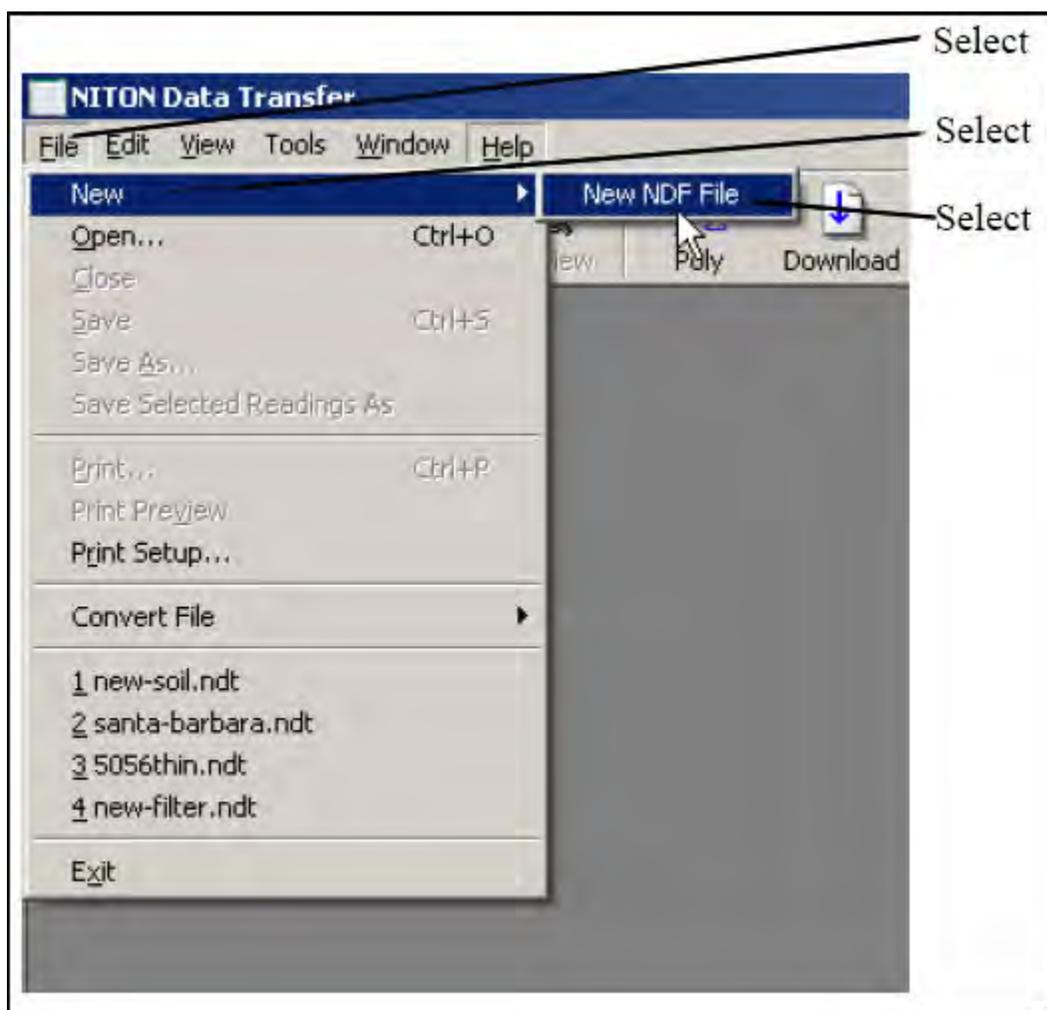 Select
NITON Data Transfer
File Edit View Tools Window Help
Select
New
New NDF File
Select
Open... Ctrl+O
Poly Download
Close
Save Ctrl+S
Save As...
Save Selected Readings As
Print... Ctrl+P
Print Preview
Print Setup...
Convert File
1 new-soil.ndt
2 santa-barbara.ndt
3 5056thin.ndt
4 new-filter.ndt
Exit